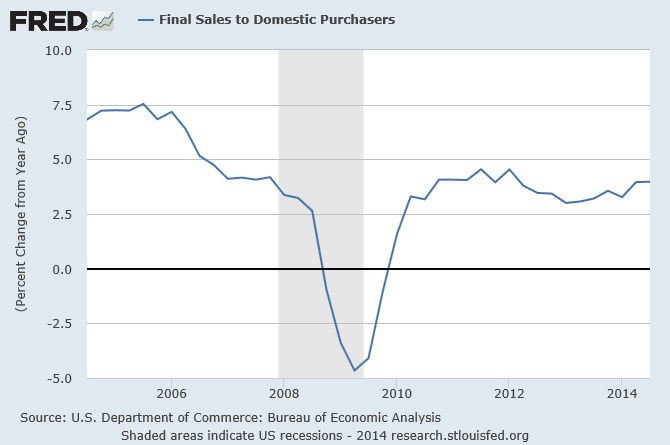 FRED
Final Sales to Domestic Purchasers
10.0
7.5
5.0
2.5
0.0
-2.5
-5.0
(Percent Change from Year Ago)
2006 2008 2010 2012 2014
Source: U.S. Department of Commerce: Bureau of Economic Analysis
Shaded areas indicate US recessions - 2014 research.stlouisfed.org